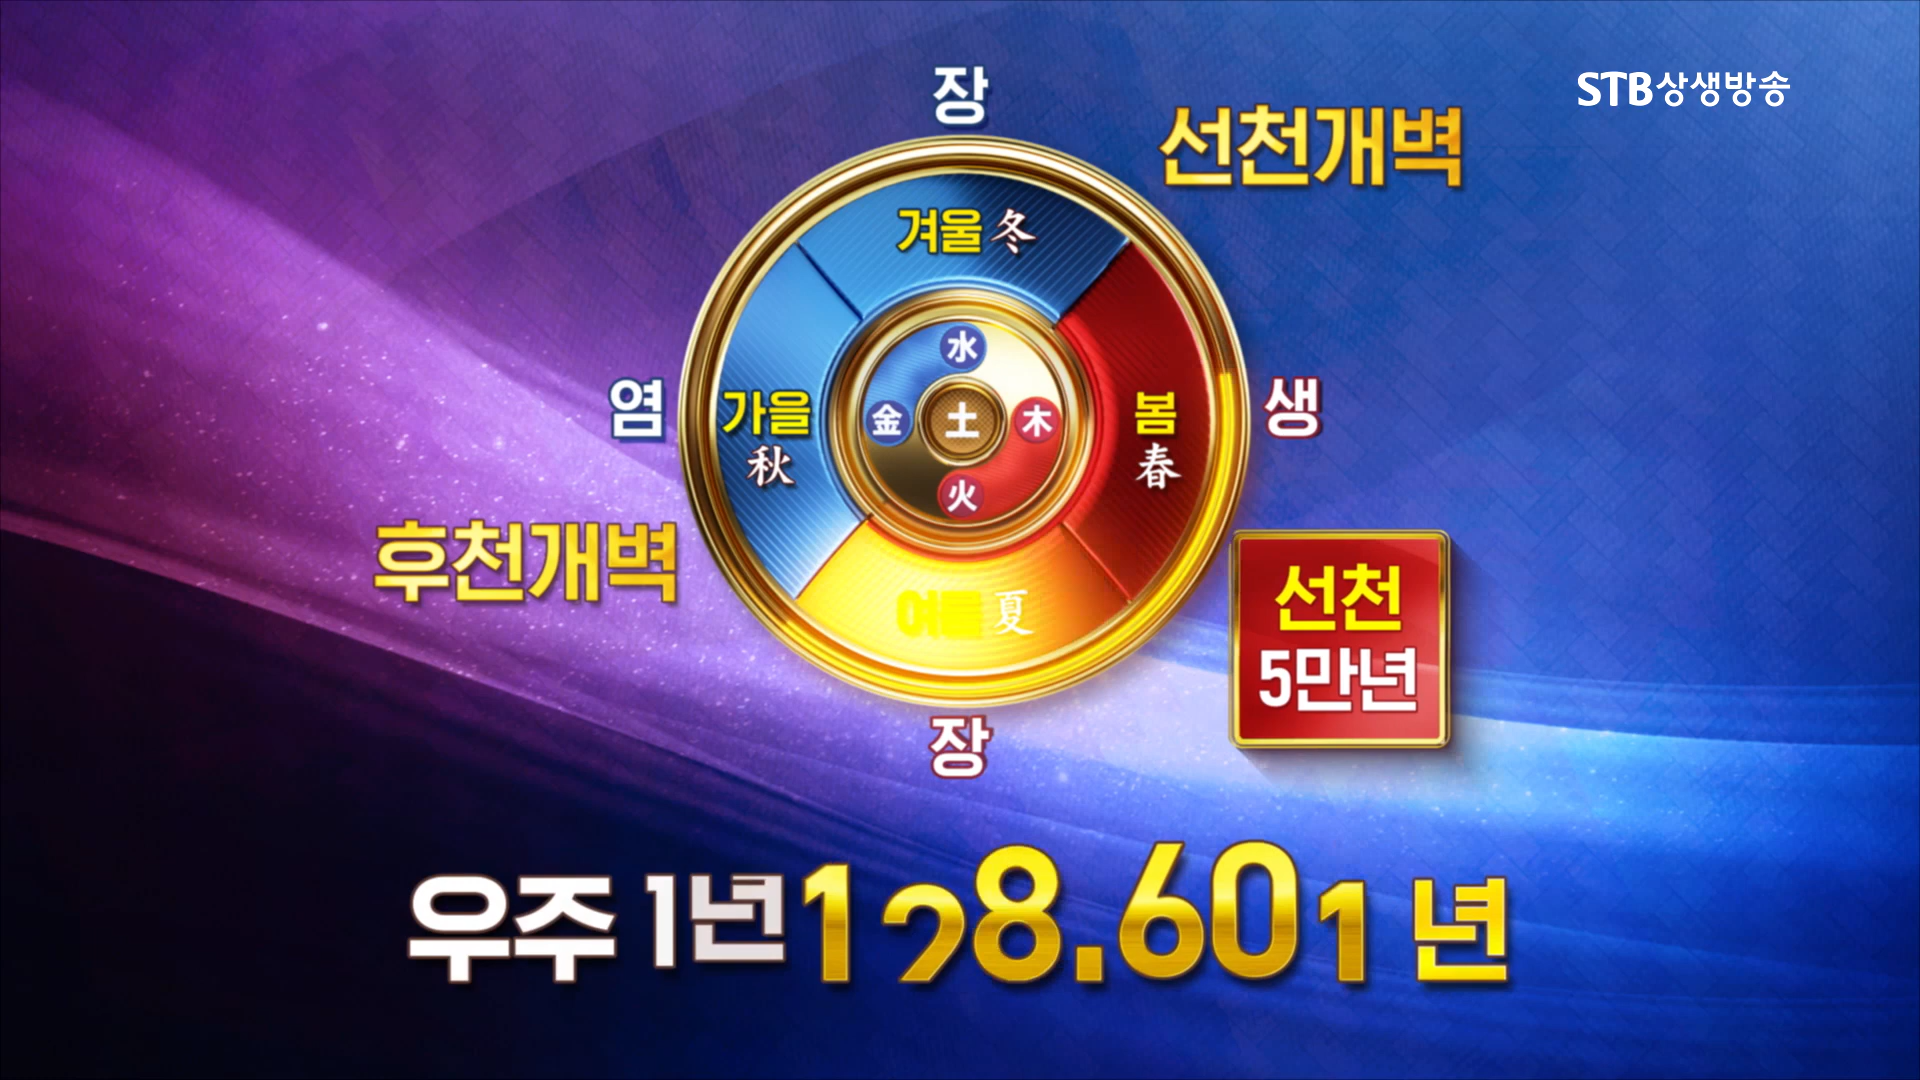 STB상생방송
장
선천개벽
겨울 冬
水
염
가을
秋
金
土
木
봄
春
생
火
후천개벽
여름 夏
선천
5만년
장
우주 1년
년